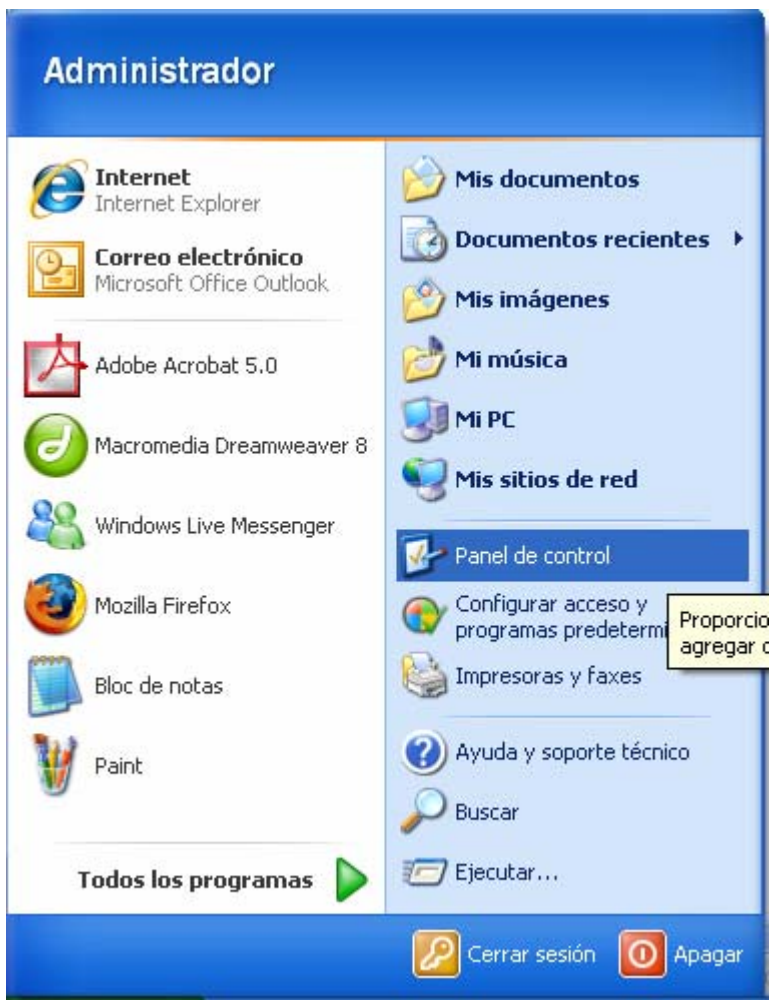 Administrador
Internet
Internet Explorer
Correo electrónico
Microsoft Office Outlook
Adobe Acrobat 5.0
Macromedia Dreamweaver 8
Windows Live Messenger
Mozilla Firefox
Bloc de notas
Paint
Todos los programas
Mis documentos
Documentos recientes
Mis imágenes
Mi música
Mi PC
Mis sitios de red
Panel de control
Configurar acceso y
programas
Impresoras y faxes
Ayuda y soporte técnico
Buscar
Ejecutar...
agregar
Cerrar sesión
Apagar